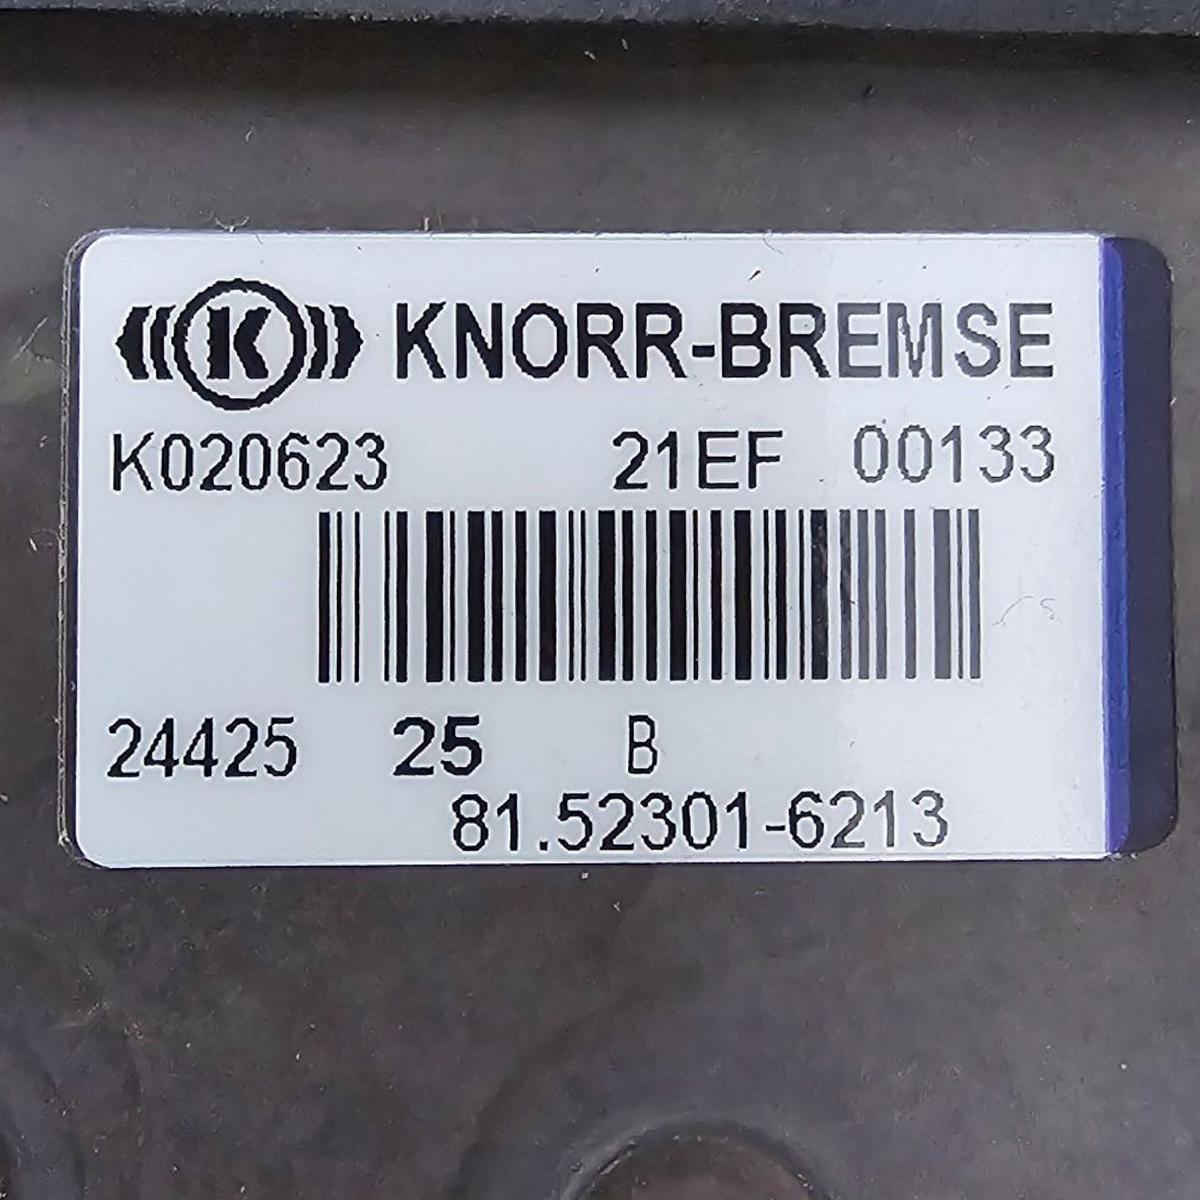 K KNORR-BREMSE
K020623 21EF 00133
24425 25 B
81.52301-6213